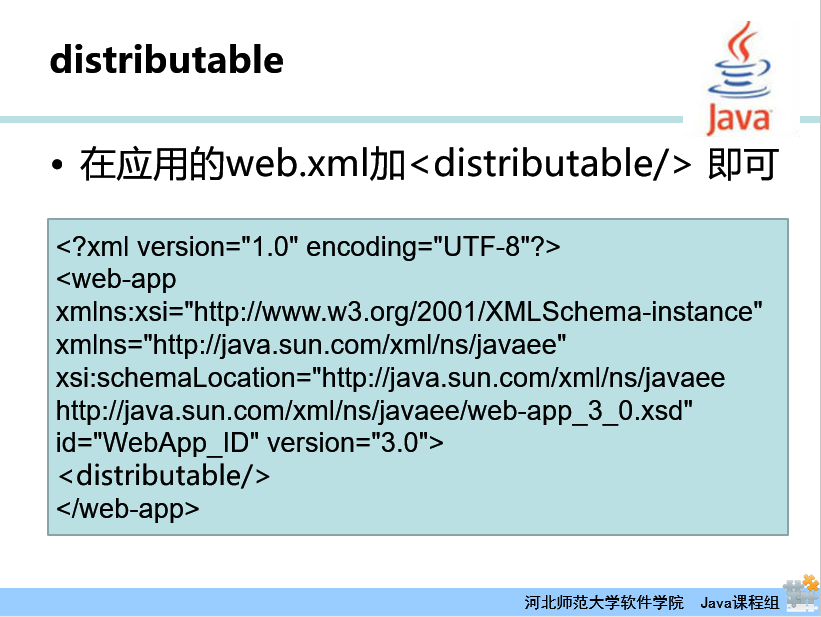 distributable
Java
• 在应用的web.xml加<distributable/> 即可
<?xml version="1.0" encoding="UTF-8"?>
<web-app
xmlns:xsi="http://www.w3.org/2001/XMLSchema-instance"
xmlns="http://java.sun.com/xml/ns/javaee"
xsi:schemaLocation="http://java.sun.com/xml/ns/javaee
http://java.sun.com/xml/ns/javaee/web-app_3_0.xsd"
id="WebApp_ID" version="3.0">
<distributable/>
</web-app>
河北师范大学软件学院 Java课程组